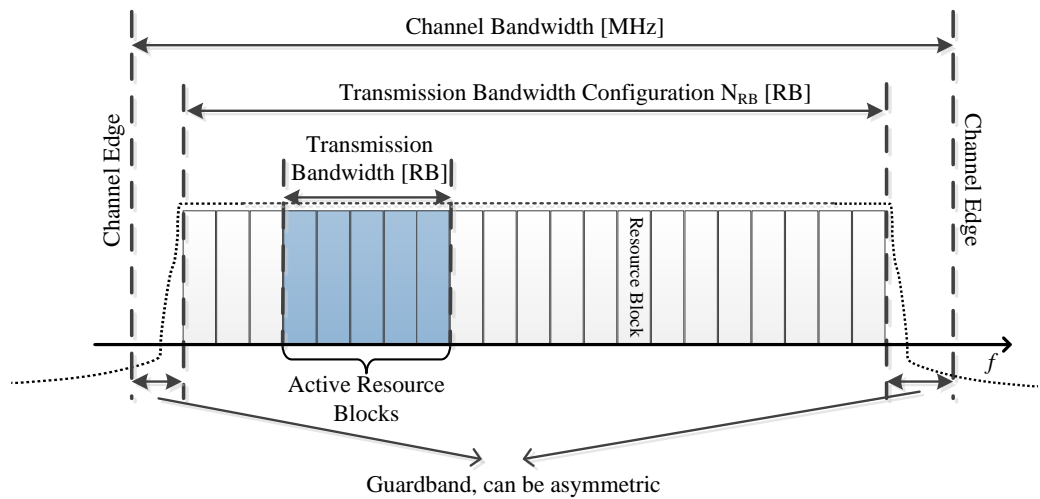 Channel Bandwidth [MHz]
Transmission Bandwidth Configuration N_RB [RB]
Transmission
Bandwidth [RB]
Channel Edge
Channel Edge
Resource Block
f
Active Resource
Blocks
Guardband, can be asymmetric